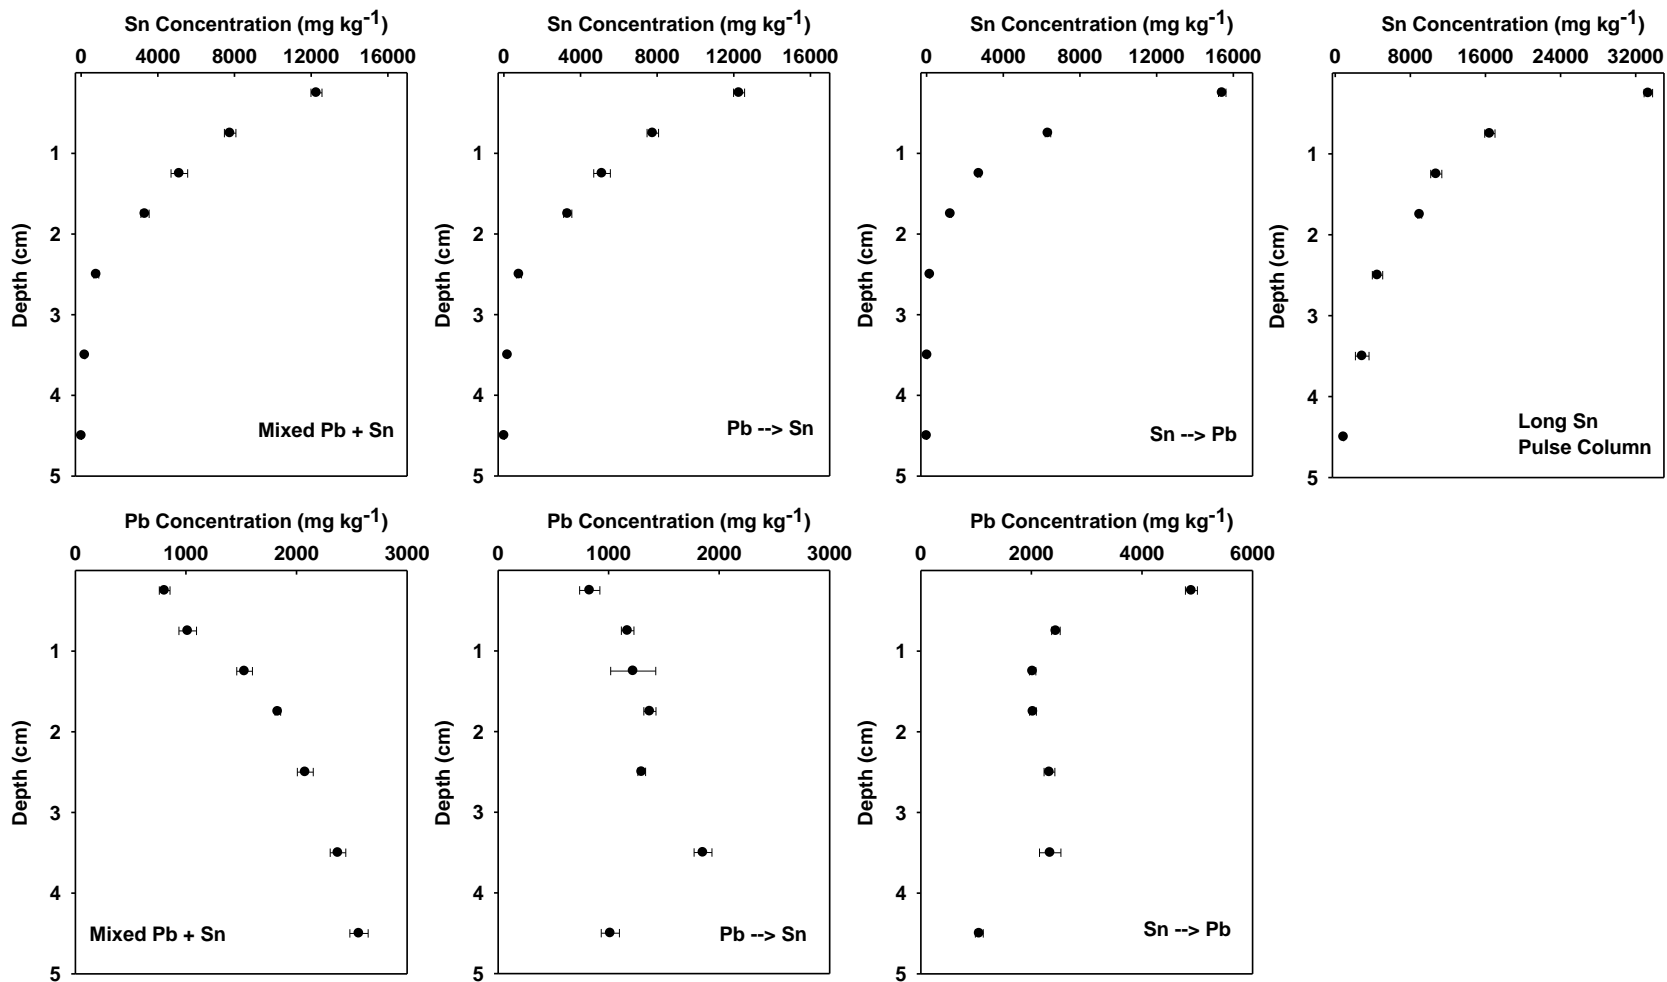 Sn Concentration (mg kg-1)
0 4000 8000 12000 16000
Depth (cm)
1
2
3
4
5
Mixed Pb + Sn
Sn Concentration (mg kg-1)
0 4000 8000 12000 16000
Depth (cm)
1
2
3
4
5
Pb --> Sn
Sn Concentration (mg kg-1)
0 4000 8000 12000 16000
Depth (cm)
1
2
3
4
5
Sn --> Pb
Sn Concentration (mg kg-1)
0 8000 16000 24000 32000
Depth (cm)
1
2
3
4
5
Long Sn
Pulse Column
Pb Concentration (mg kg-1)
0 1000 2000 3000
Depth (cm)
1
2
3
4
5
Mixed Pb + Sn
Pb Concentration (mg kg-1)
0 1000 2000 3000
Depth (cm)
1
2
3
4
5
Pb --> Sn
Pb Concentration (mg kg-1)
0 2000 4000 6000
Depth (cm)
1
2
3
4
5
Sn --> Pb